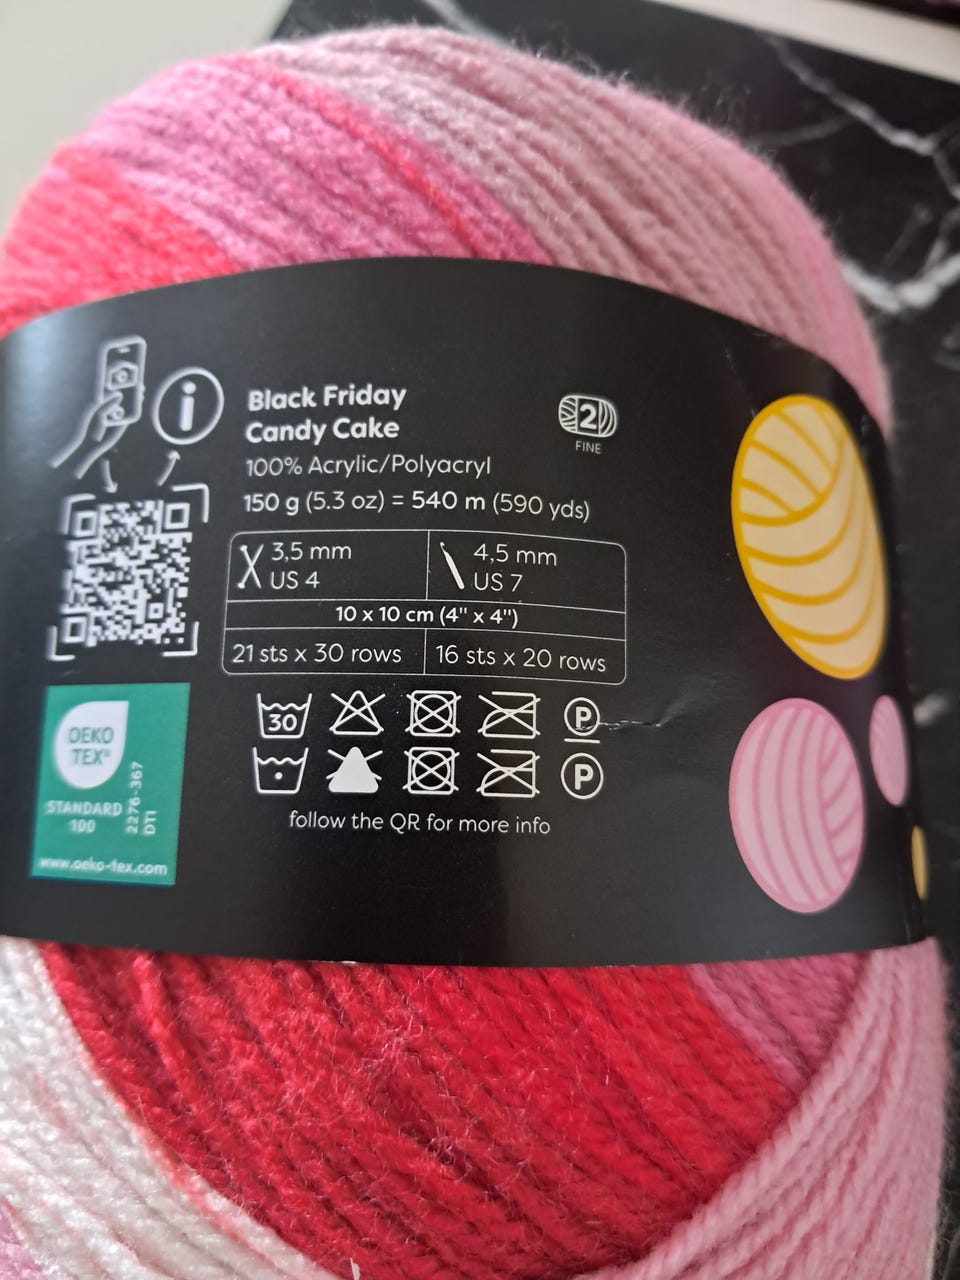 Black Friday
Candy Cake
100% Acrylic/Polyacryl
150 g (5.3 oz) = 540 m (590 yds)
2
FINE
3,5 mm
US 4
4,5 mm
US 7
10 x 10 cm (4" x 4")
21 sts x 30 rows
16 sts x 20 rows
30
P
P
follow the QR for more info
i
OEKO
TEX®
STANDARD
100
2276-367
DTI
www.oeko-tex.com